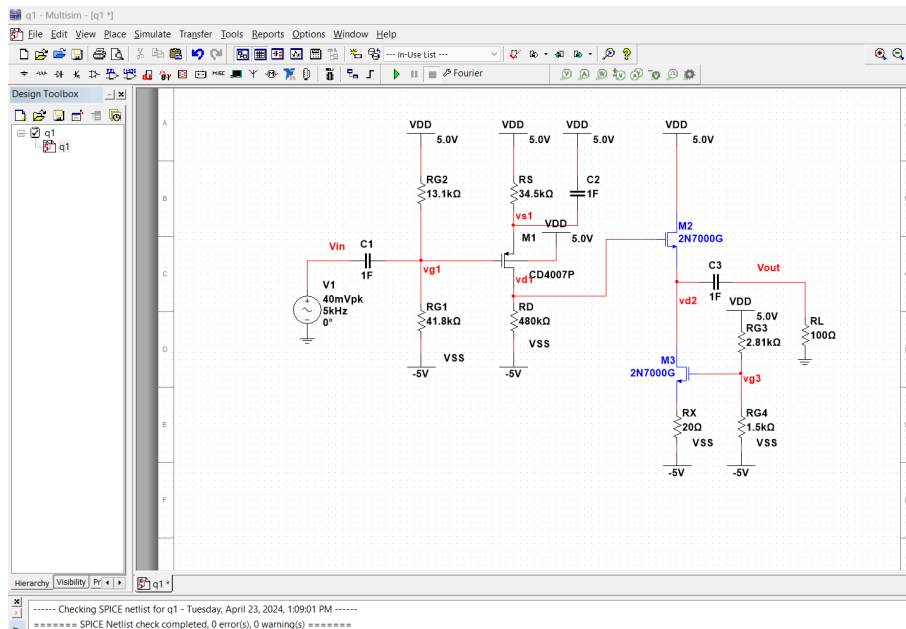 q1 - Multisim - [q1 *]
File Edit View Place Simulate Transfer Tools Reports Options Window Help
--- In-Use List ---
MISC
Fourier
Design Toolbox
q1
q1
A
B
C
D
E
F
VDD
5.0V
VDD
5.0V
VDD
5.0V
VDD
5.0V
RG2
13.1kΩ
RS
34.5kΩ
C2
1F
vs1
VDD
5.0V
M1
CD4007P
M2
2N7000G
Vin
C1
1F
vg1
vd1
C3
1F
Vout
vd2
V1
40mVpk
5kHz
0°
RG1
41.8kΩ
RD
480kΩ
VDD
5.0V
RG3
2.81kΩ
RL
100Ω
VSS
-5V
VSS
-5V
M3
2N7000G
vg3
RX
20Ω
RG4
1.5kΩ
VSS
-5V
VSS
-5V
Hierarchy Visibility Pr
q1 *
------ Checking SPICE netlist for q1 - Tuesday, April 23, 2024, 1:09:01 PM ------
======= SPICE Netlist check completed, 0 error(s), 0 warning(s) =======